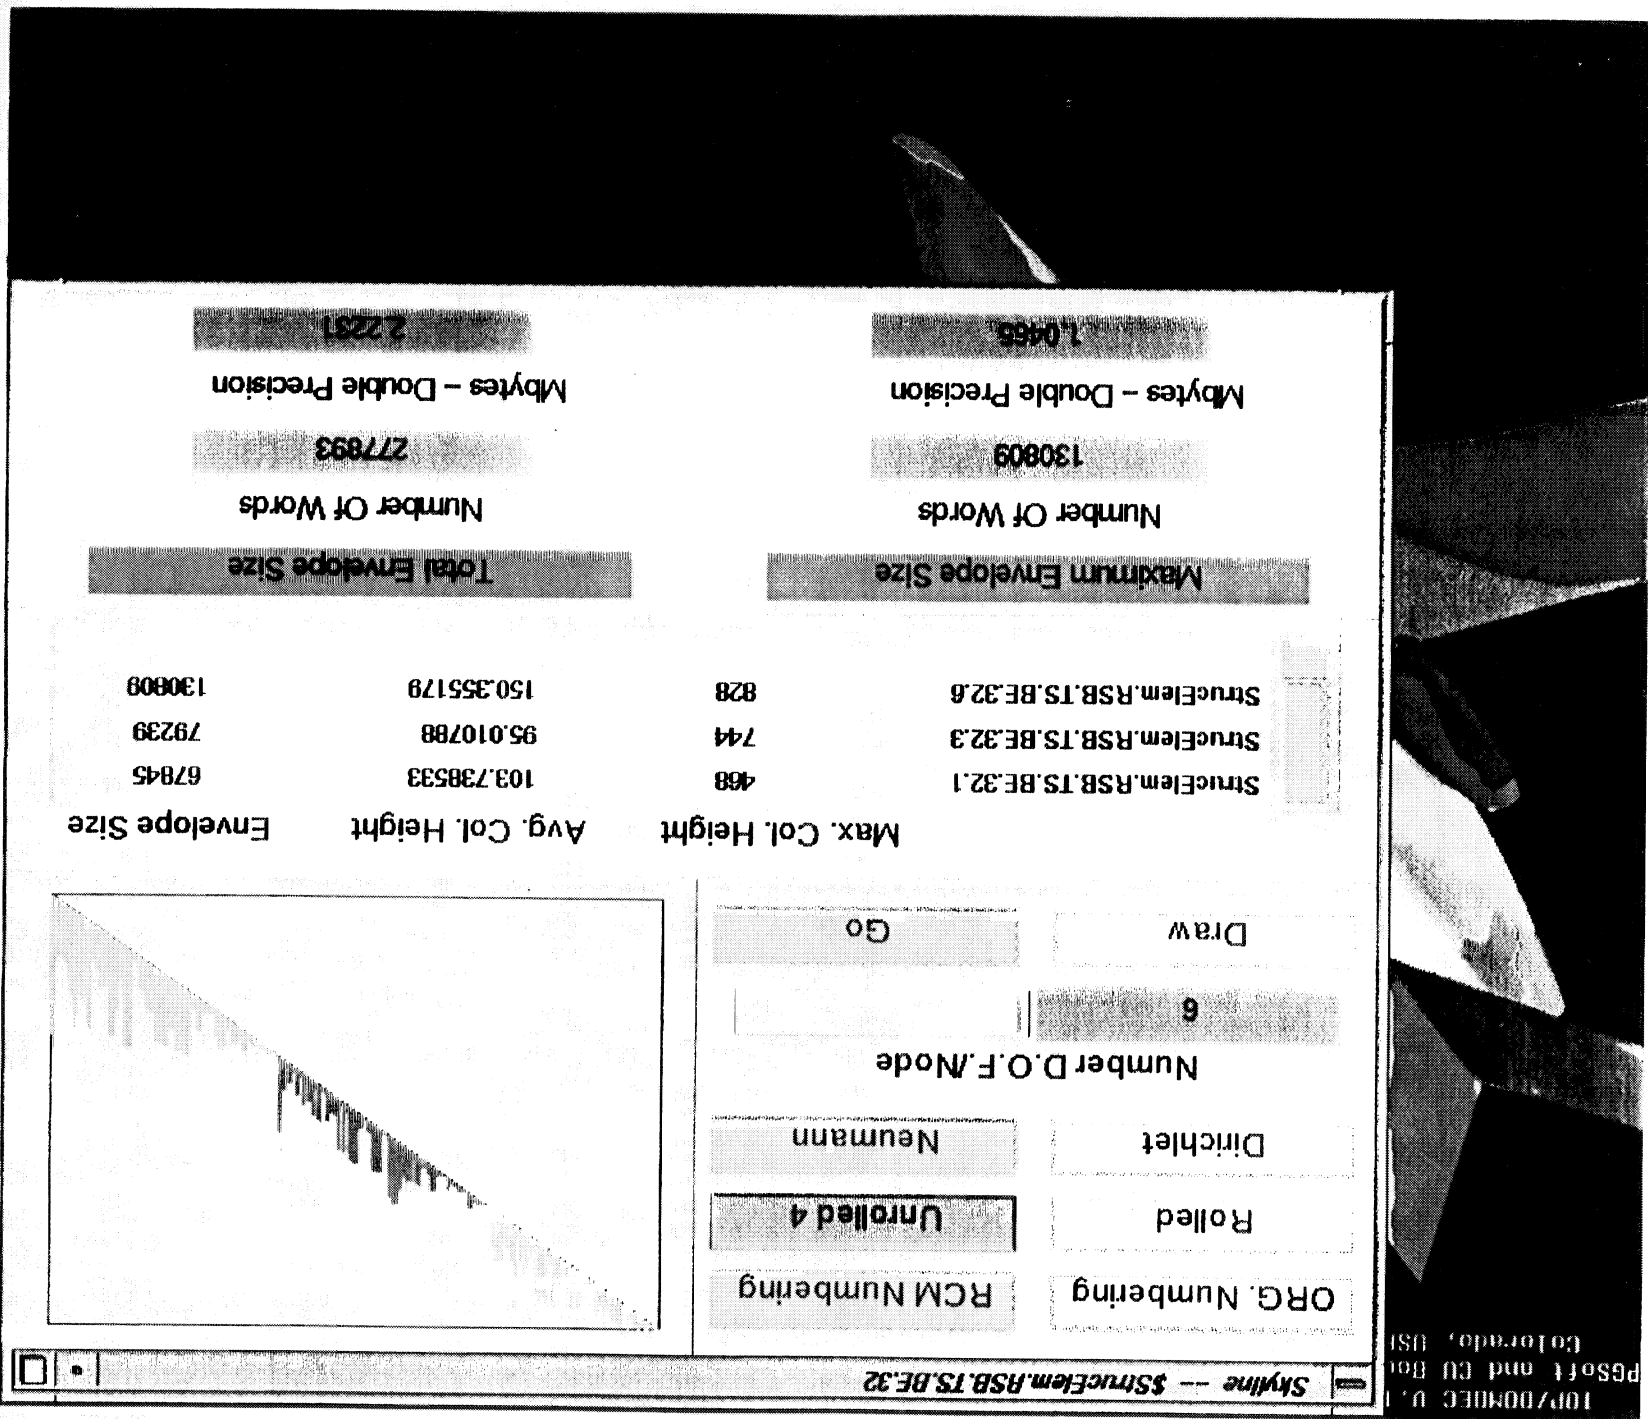 TOP/DOMDEC V.
PGSoft and CU Bou
Colorado, US
Skyline -- $StrucElem.RSB.TS.BE.32
ORG. Numbering RCM Numbering
Rolled Unrolled 4
Dirichlet Neumann
Number D.O.F./Node
6
Draw Go
Max. Col. Height Avg. Col. Height Envelope Size
StrucElem.RSB.TS.BE.32.1 468 103.738533 67845
StrucElem.RSB.TS.BE.32.3 744 95.010788 79239
StrucElem.RSB.TS.BE.32.6 828 150.355179 130809
Maximum Envelope Size Total Envelope Size
Number Of Words Number Of Words
130809 277893
Mbytes – Double Precision Mbytes – Double Precision
1.0465 2.2231